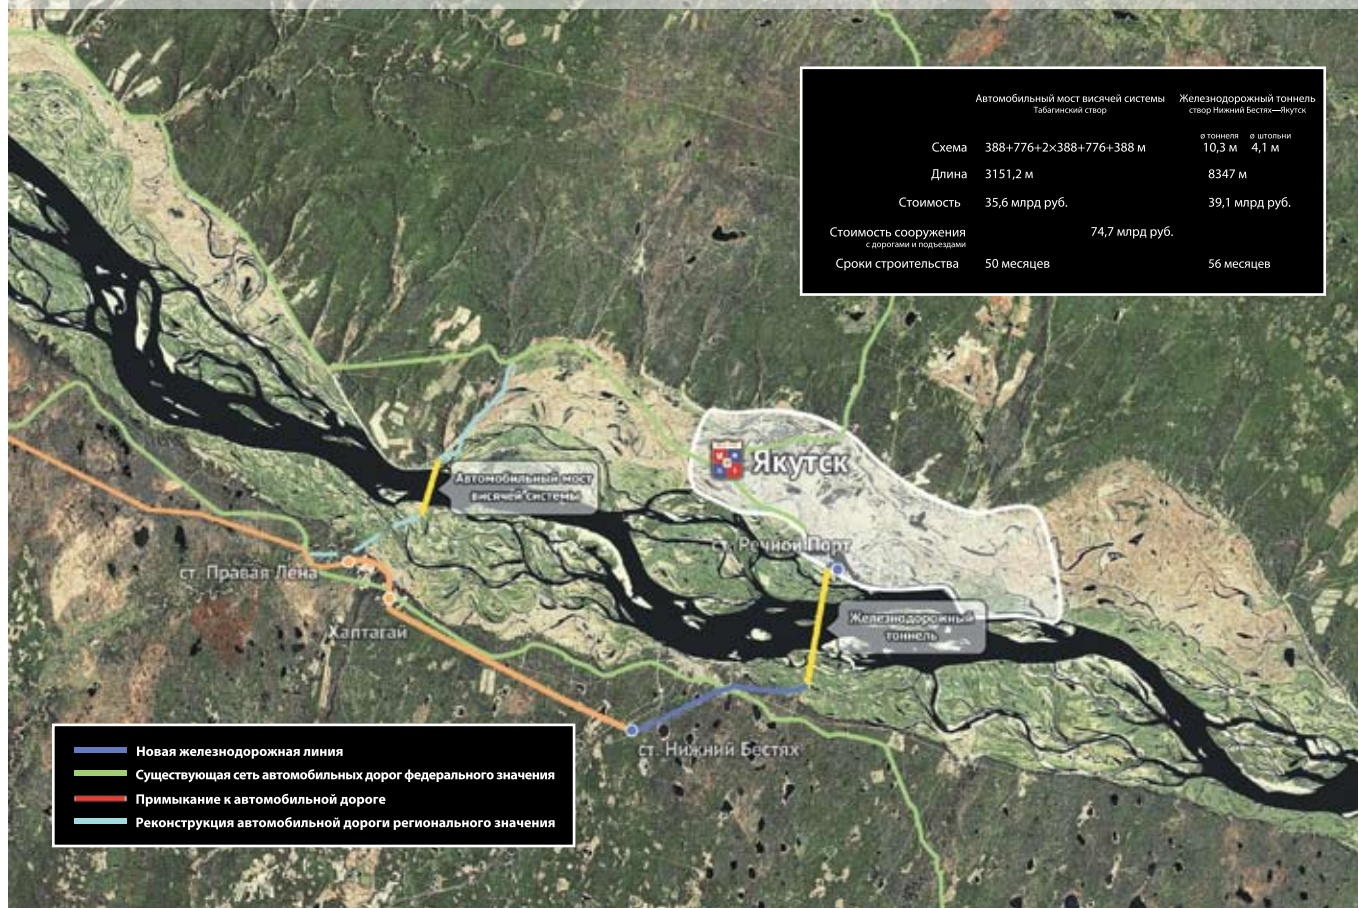 Автомобильный мост висячей системы Железнодорожный тоннель
Табагинский створ створ Нижний Бестях—Якутск
ø тоннеля ø штольни
Схема 388+776+2×388+776+388 м 10,3 м 4,1 м
Длина 3151,2 м 8347 м
Стоимость 35,6 млрд руб. 39,1 млрд руб.
Стоимость сооружения 74,7 млрд руб.
с дорогами и подъездами
Сроки строительства 50 месяцев 56 месяцев
Якутск
Автомобильный мост
висячей системы
ст. Речной Порт
ст. Правая Лена
Хаптагай
Железнодорожный
тоннель
ст. Нижний Бестях
Новая железнодорожная линия
Существующая сеть автомобильных дорог федерального значения
Примыкание к автомобильной дороге
Реконструкция автомобильной дороги регионального значения